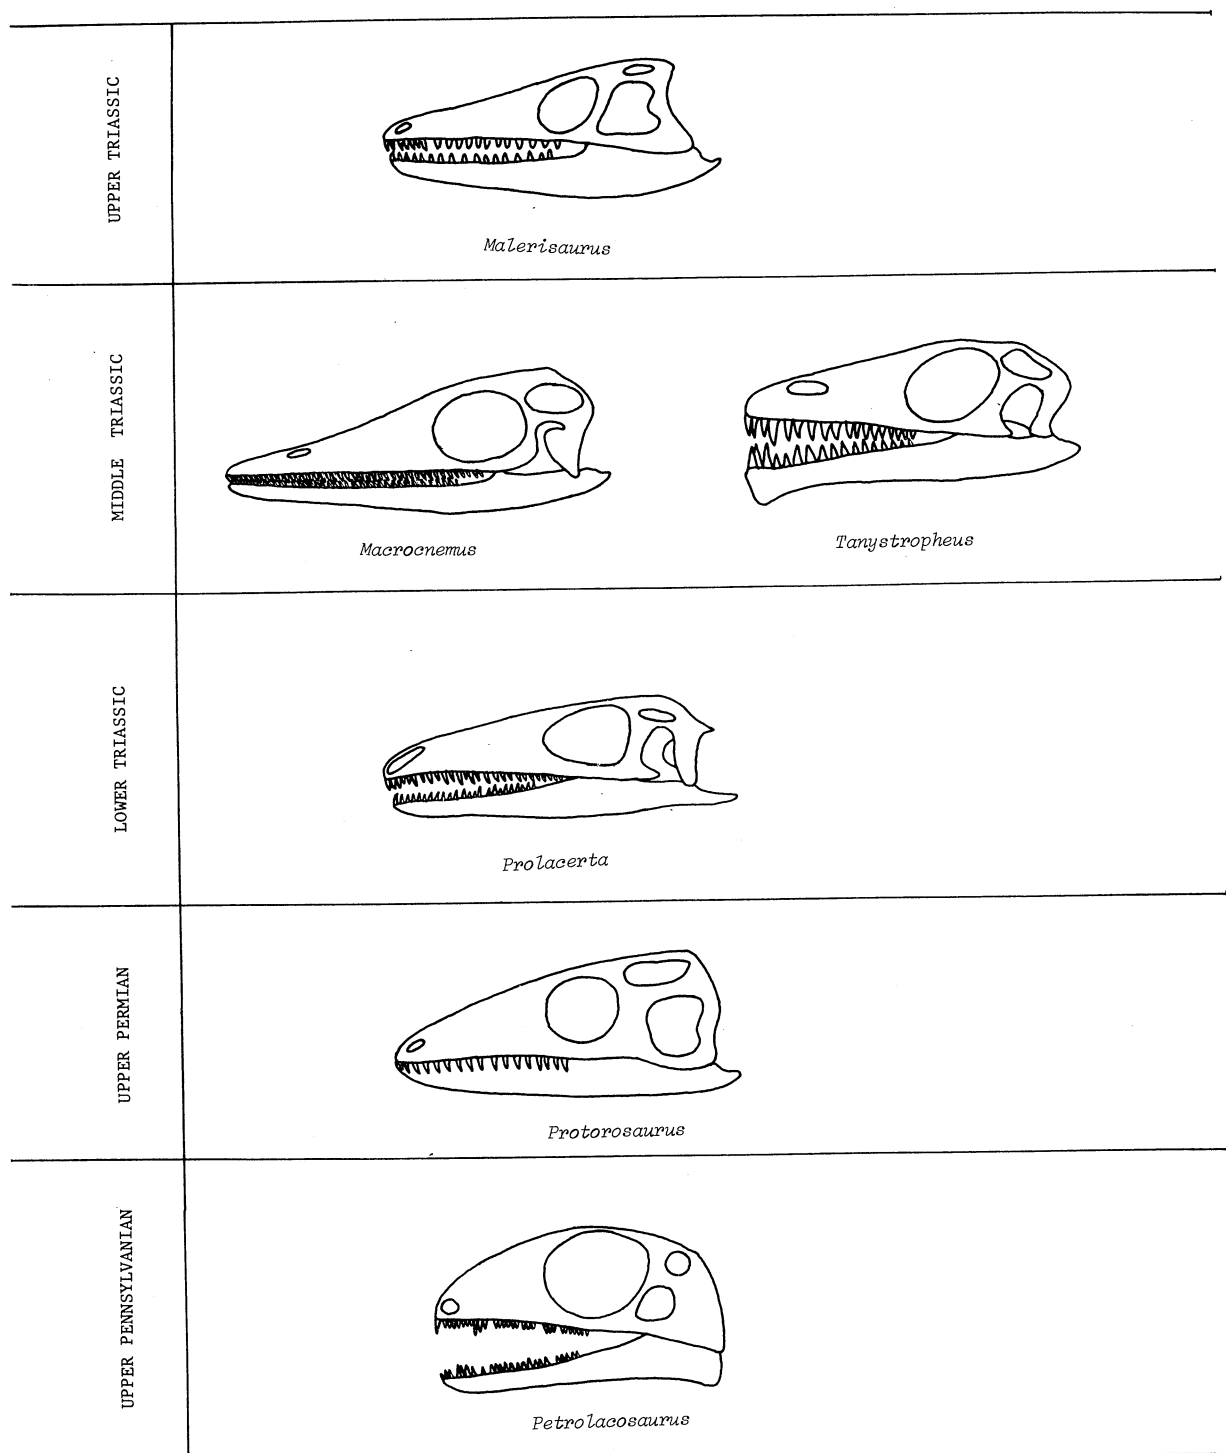 UPPER TRIASSIC
Malerisaurus
MIDDLE TRIASSIC
Macrocnemus
Tanystropheus
LOWER TRIASSIC
Prolacerta
UPPER PERMIAN
Protorosaurus
UPPER PENNSYLVANIAN
Petrolacosaurus